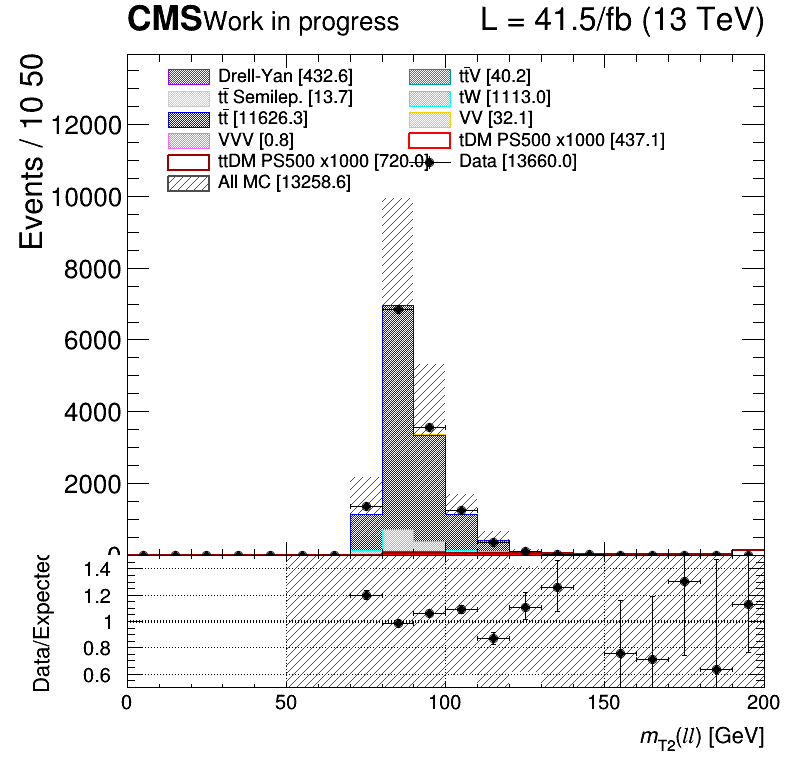 CMS Work in progress L = 41.5/fb (13 TeV)
Drell-Yan [432.6] tt̄V [40.2]
tt̄ Semilep. [13.7] tW [1113.0]
tt̄ [11626.3] VV [32.1]
VVV [0.8] tDM PS500 x1000 [437.1]
ttDM PS500 x1000 [720.0] Data [13660.0]
All MC [13258.6]
Events / 10 50
12000
10000
8000
6000
4000
2000
0
Data/Expected
1.4
1.2
1
0.8
0.6
0 50 100 150 200
m_T2(ll) [GeV]